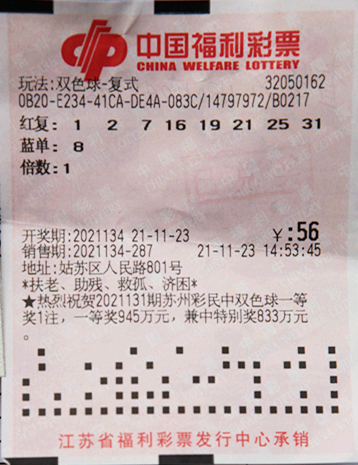 中国福利彩票
CHINA WELFARE LOTTERY
玩法:双色球-复式 32050162
0B20-E234-41CA-DE4A-083C/14797972/B0217
红复: 1 2 7 16 19 21 25 31
蓝单: 8
倍数:1
开奖期:2021134 21-11-23 ¥:56
销售期:2021134-287 21-11-23 14:53:45
地址:姑苏区人民路801号
*扶老、助残、救孤、济困*
★热烈祝贺2021131期苏州彩民中双色球一等
奖1注，一等奖945万元，兼中特别奖833万元
。
江苏省福利彩票发行中心承销